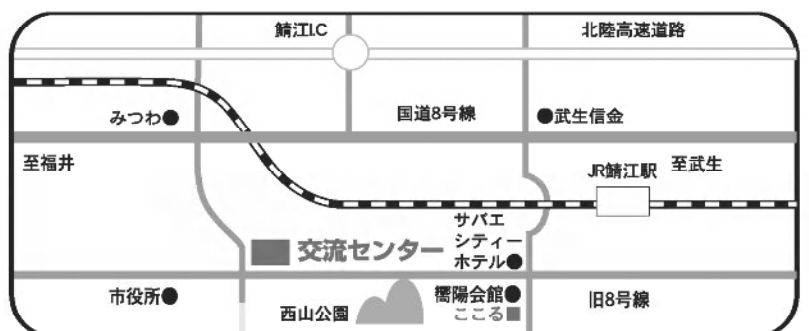 鯖江I.C
北陸高速道路
みつわ●
国道8号線
●武生信金
至福井
JR鯖江駅
至武生
サバエ
シティー
ホテル●
交流センター
市役所●
西山公園
嚮陽会館●
こころ■
旧8号線